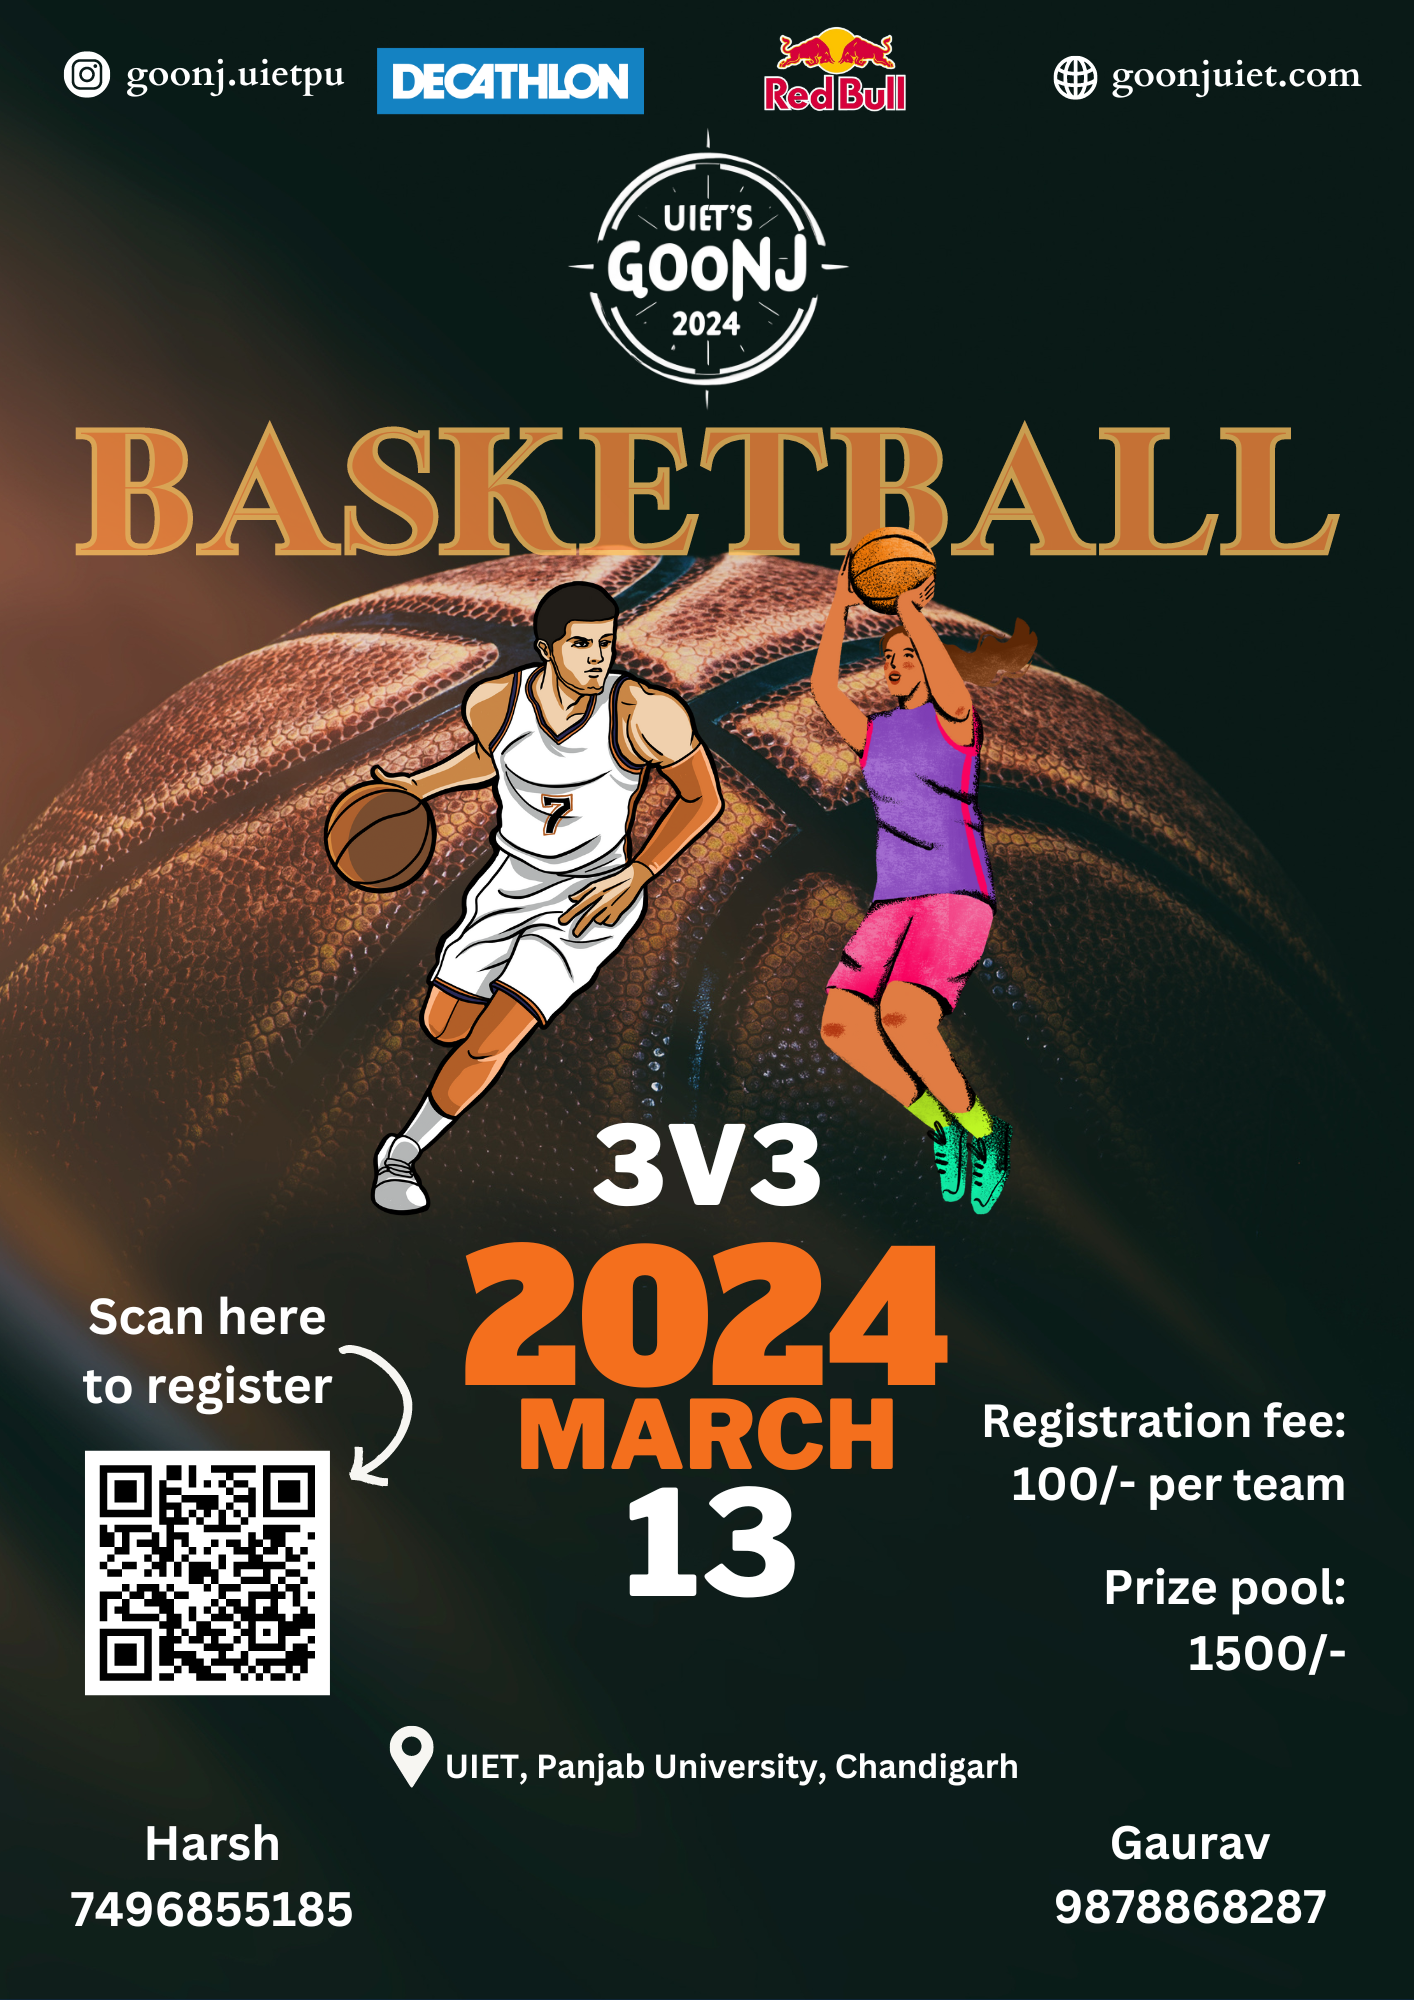 goonj.uietpu
DECATHLON
Red Bull
goonjuiet.com
UIET'S
GOONJ
2024
BASKETBALL
7
3V3
2024
MARCH
13
Scan here
to register
Registration fee:
100/- per team
Prize pool:
1500/-
UIET, Panjab University, Chandigarh
Harsh
7496855185
Gaurav
9878868287